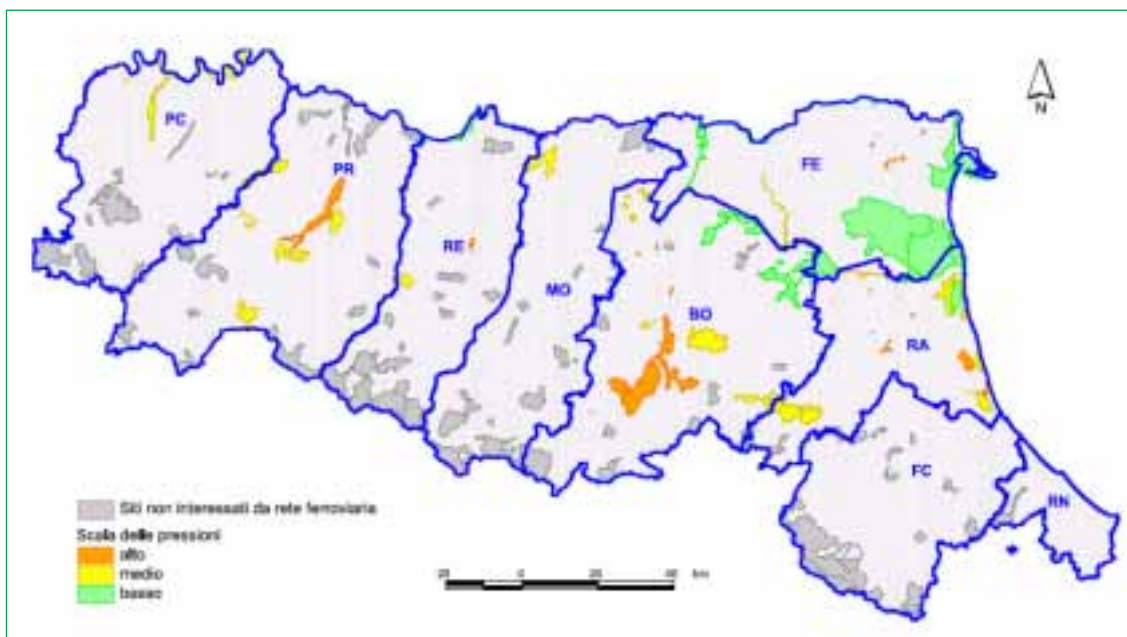 N
PC
PR
FE
RE
MO
BO
RA
FC
RN
Siti non interessati da rete ferroviaria
Scala delle pressioni
alto
medio
basso
20 0 20 40 km